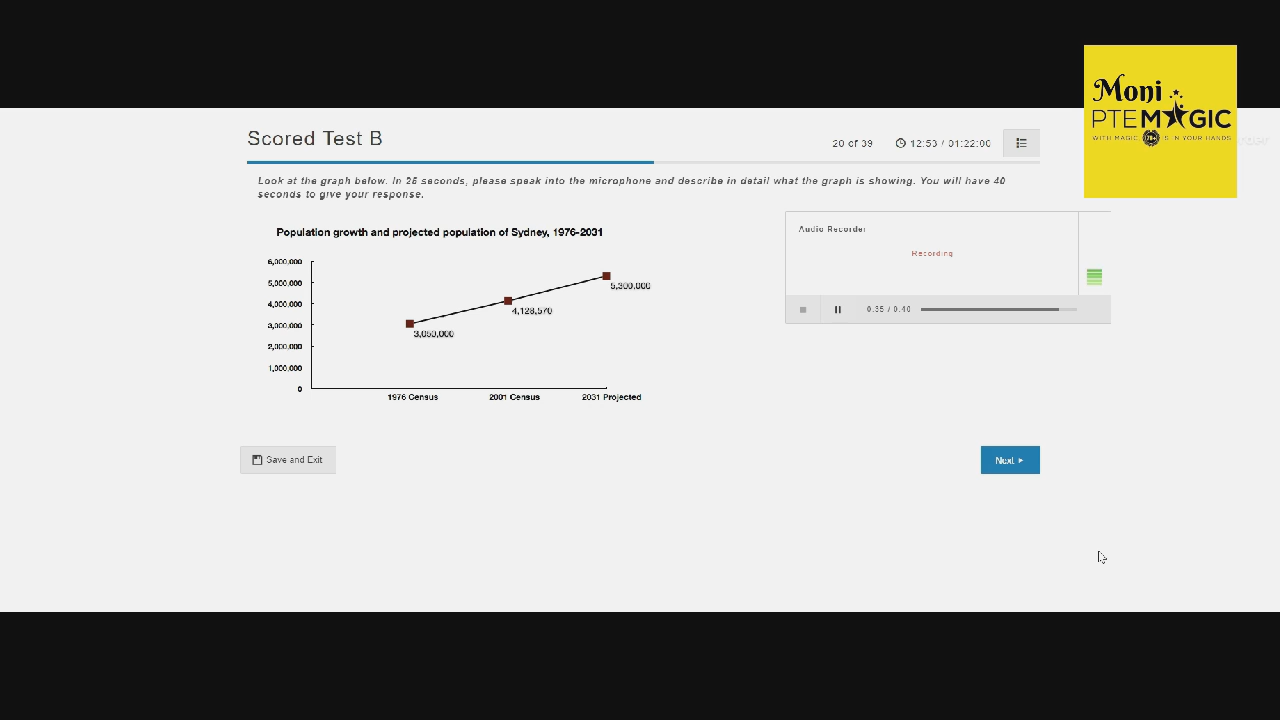 Moni
PTEMAGIC
WITH MAGIC 79+ IS IN YOUR HANDS
Scored Test B
20 of 39
12:53 / 01:22:00
Look at the graph below. In 25 seconds, please speak into the microphone and describe in detail what the graph is showing. You will have 40
seconds to give your response.
Population growth and projected population of Sydney, 1976-2031
6,000,000
5,000,000
4,000,000
3,000,000
2,000,000
1,000,000
0
3,050,000
4,128,570
5,300,000
1976 Census
2001 Census
2031 Projected
Audio Recorder
Recording
0:35 / 0:40
Save and Exit
Next